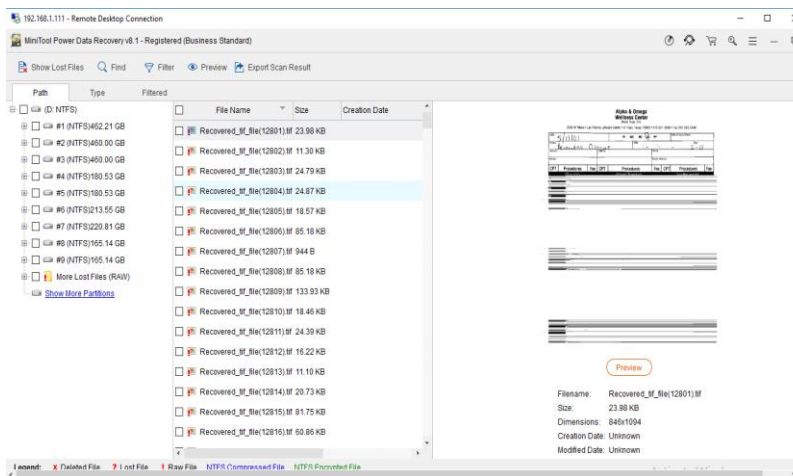 192.168.1.111 - Remote Desktop Connection
MiniTool Power Data Recovery v8.1 - Registered (Business Standard)
Show Lost Files Find Filter Preview Export Scan Result
Path Type Filtered
(D: NTFS)
#1 (NTFS)462.21 GB
#2 (NTFS)460.00 GB
#3 (NTFS)460.00 GB
#4 (NTFS)180.53 GB
#5 (NTFS)180.53 GB
#6 (NTFS)213.55 GB
#7 (NTFS)220.81 GB
#8 (NTFS)165.14 GB
#9 (NTFS)165.14 GB
More Lost Files (RAW)
Show More Partitions
File Name Size Creation Date
Recovered_tif_file(12801).tif 23.98 KB
Recovered_tif_file(12802).tif 11.30 KB
Recovered_tif_file(12803).tif 24.79 KB
Recovered_tif_file(12804).tif 24.87 KB
Recovered_tif_file(12805).tif 18.57 KB
Recovered_tif_file(12806).tif 85.18 KB
Recovered_tif_file(12807).tif 944 B
Recovered_tif_file(12808).tif 85.18 KB
Recovered_tif_file(12809).tif 133.93 KB
Recovered_tif_file(12810).tif 18.46 KB
Recovered_tif_file(12811).tif 24.39 KB
Recovered_tif_file(12812).tif 16.22 KB
Recovered_tif_file(12813).tif 11.10 KB
Recovered_tif_file(12814).tif 20.73 KB
Recovered_tif_file(12815).tif 81.75 KB
Recovered_tif_file(12816).tif 60.86 KB
Alpha & Omega
Wellness Center
CPT Procedures Fee CPT Procedures Fee CPT Procedures Fee
Preview
Filename: Recovered_tif_file(12801).tif
Size: 23.98 KB
Dimensions: 846x1094
Creation Date: Unknown
Modified Date: Unknown
Legend: X Deleted File ? Lost File ! Raw File NTFS Compressed File NTFS Encrypted File